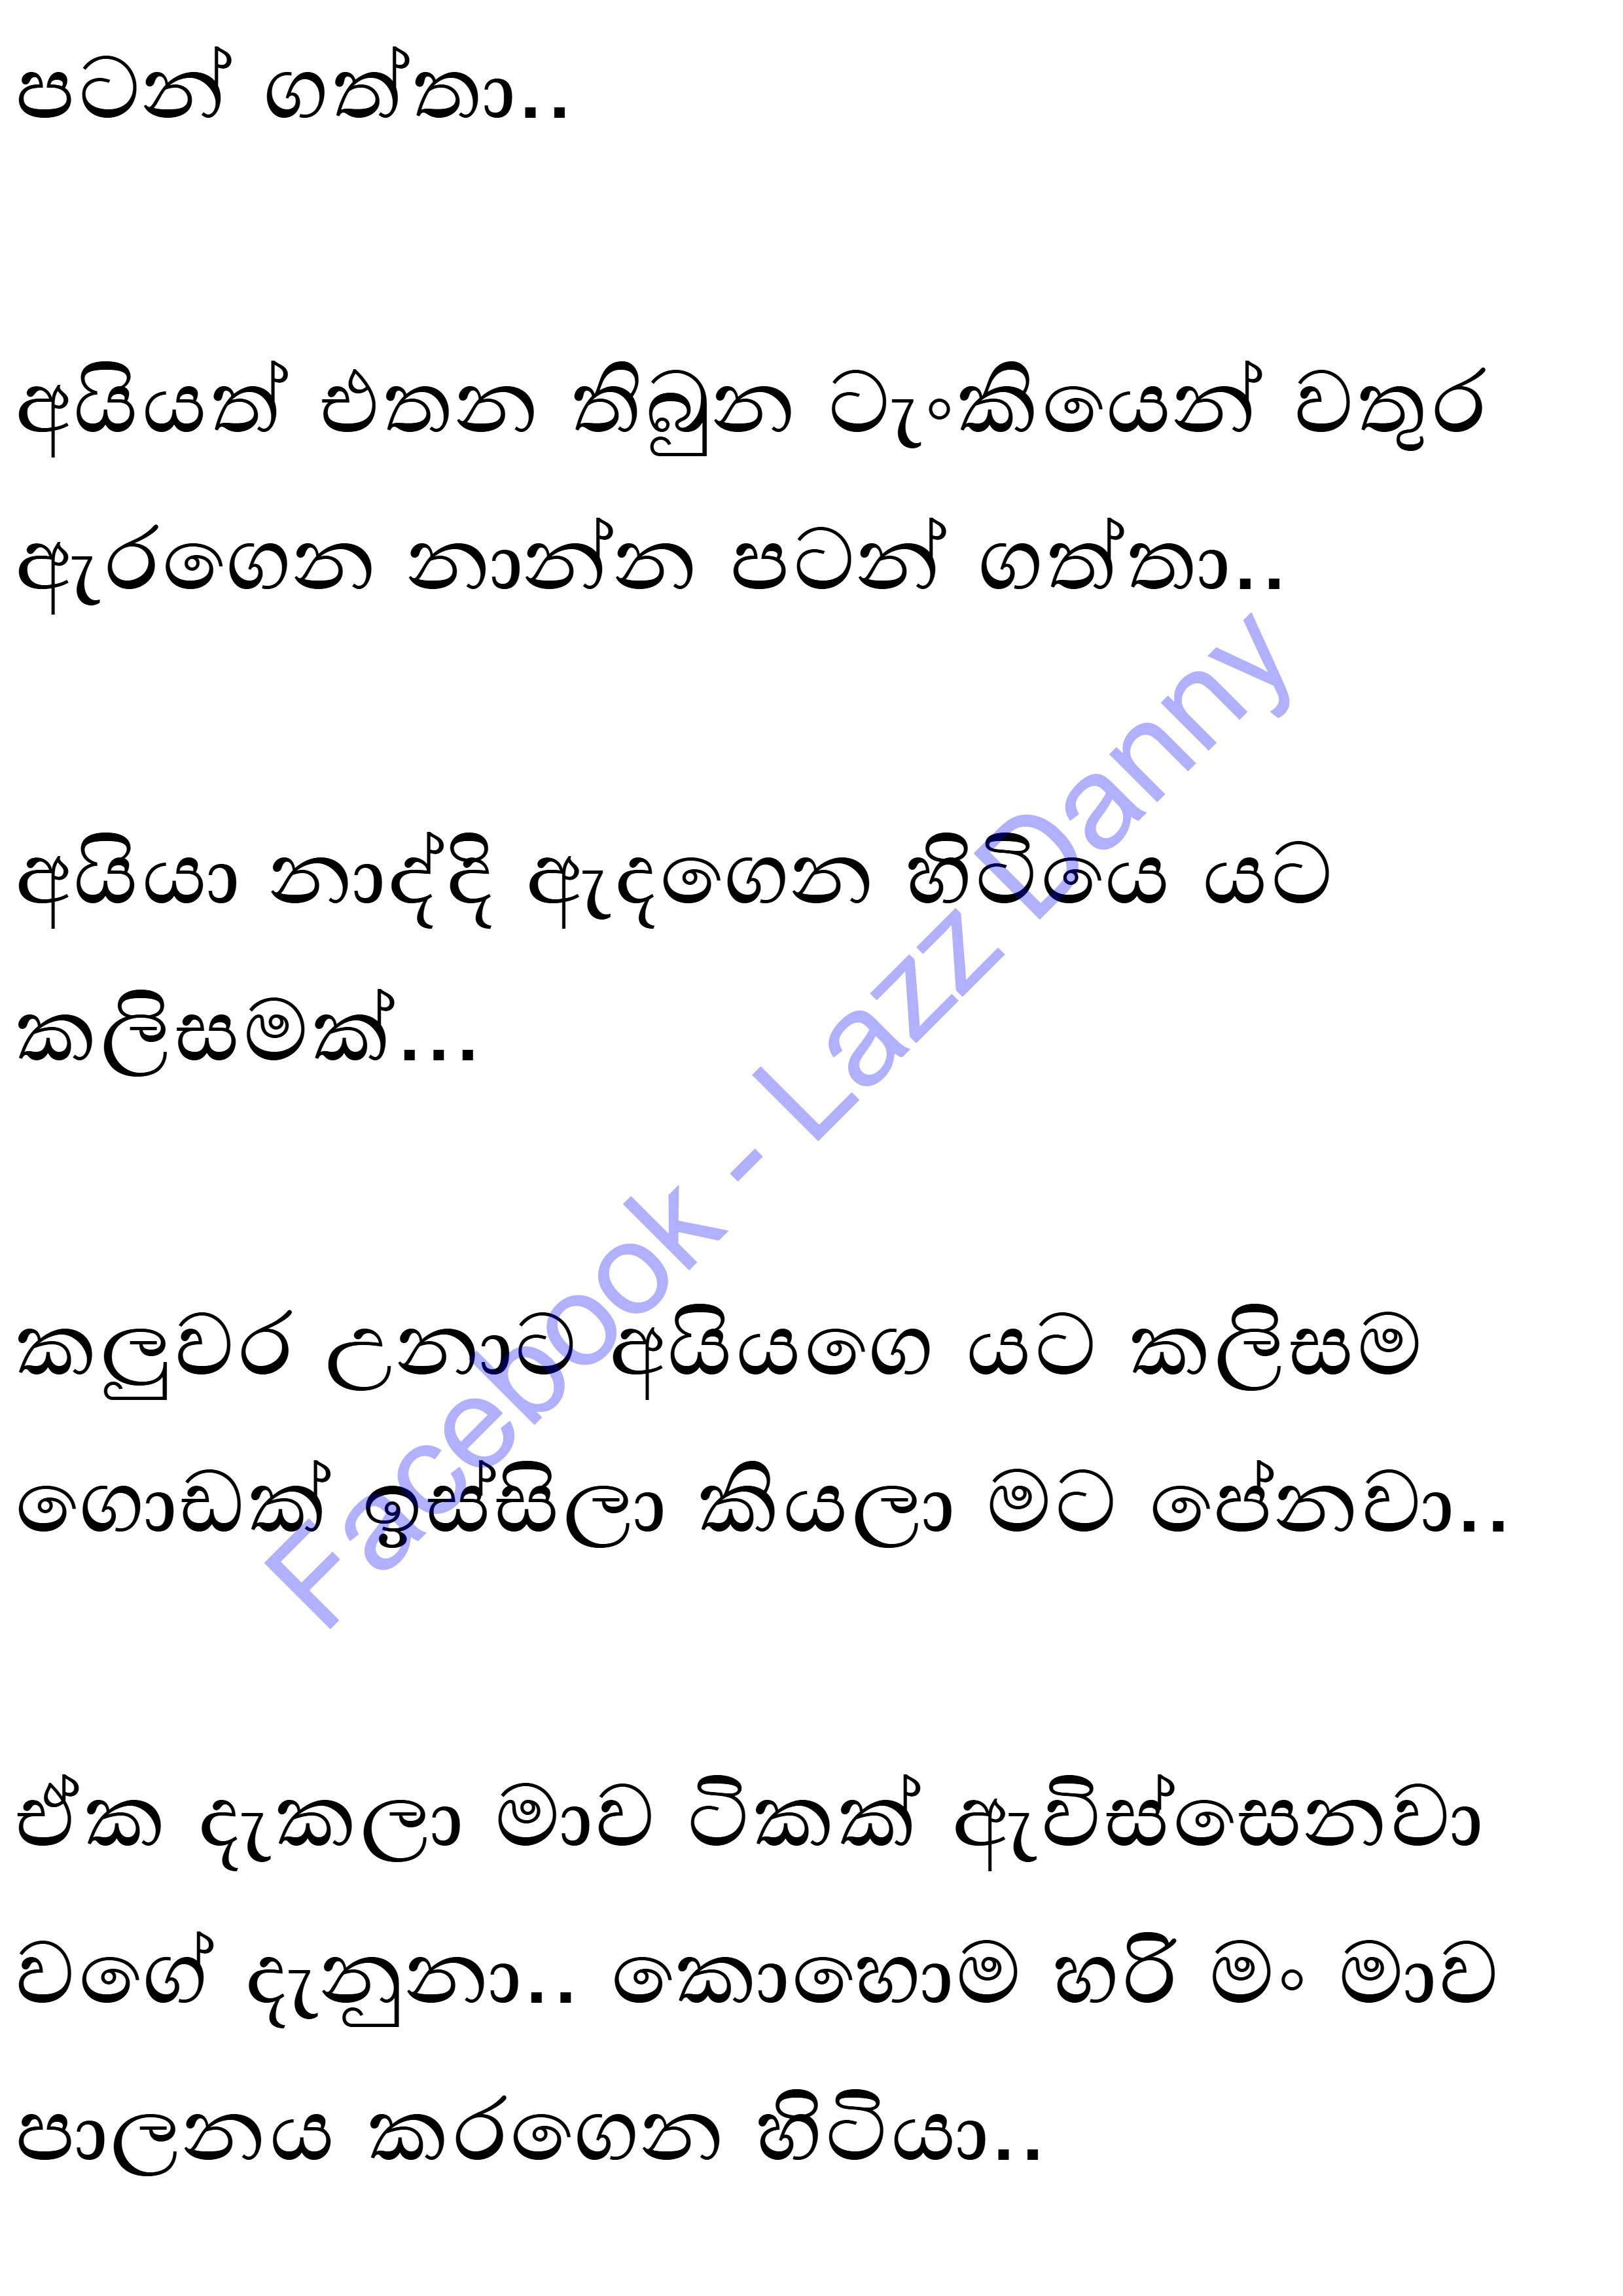 පටන් ගත්තා..
අයියත් එතන තිබුන ටැංකියෙන් වතුර
ඇරගෙන නාන්න පටන් ගත්තා..
අයියා නාද්දි ඇදගෙන හිට්යෙ යට
කලිසමක්...
කලුවර උනාට අයියගෙ යට කලිසම
ගොඩක් ඉස්සිලා කියලා මට පේනවා..
ඒක දැකලා මාව ටිකක් ඇවිස්සෙනවා
වගේ දැනුනා.. කොහොම හරි මං මාව
පාලනය කරගෙන හිටියා..
Facebook - Lazz Danny